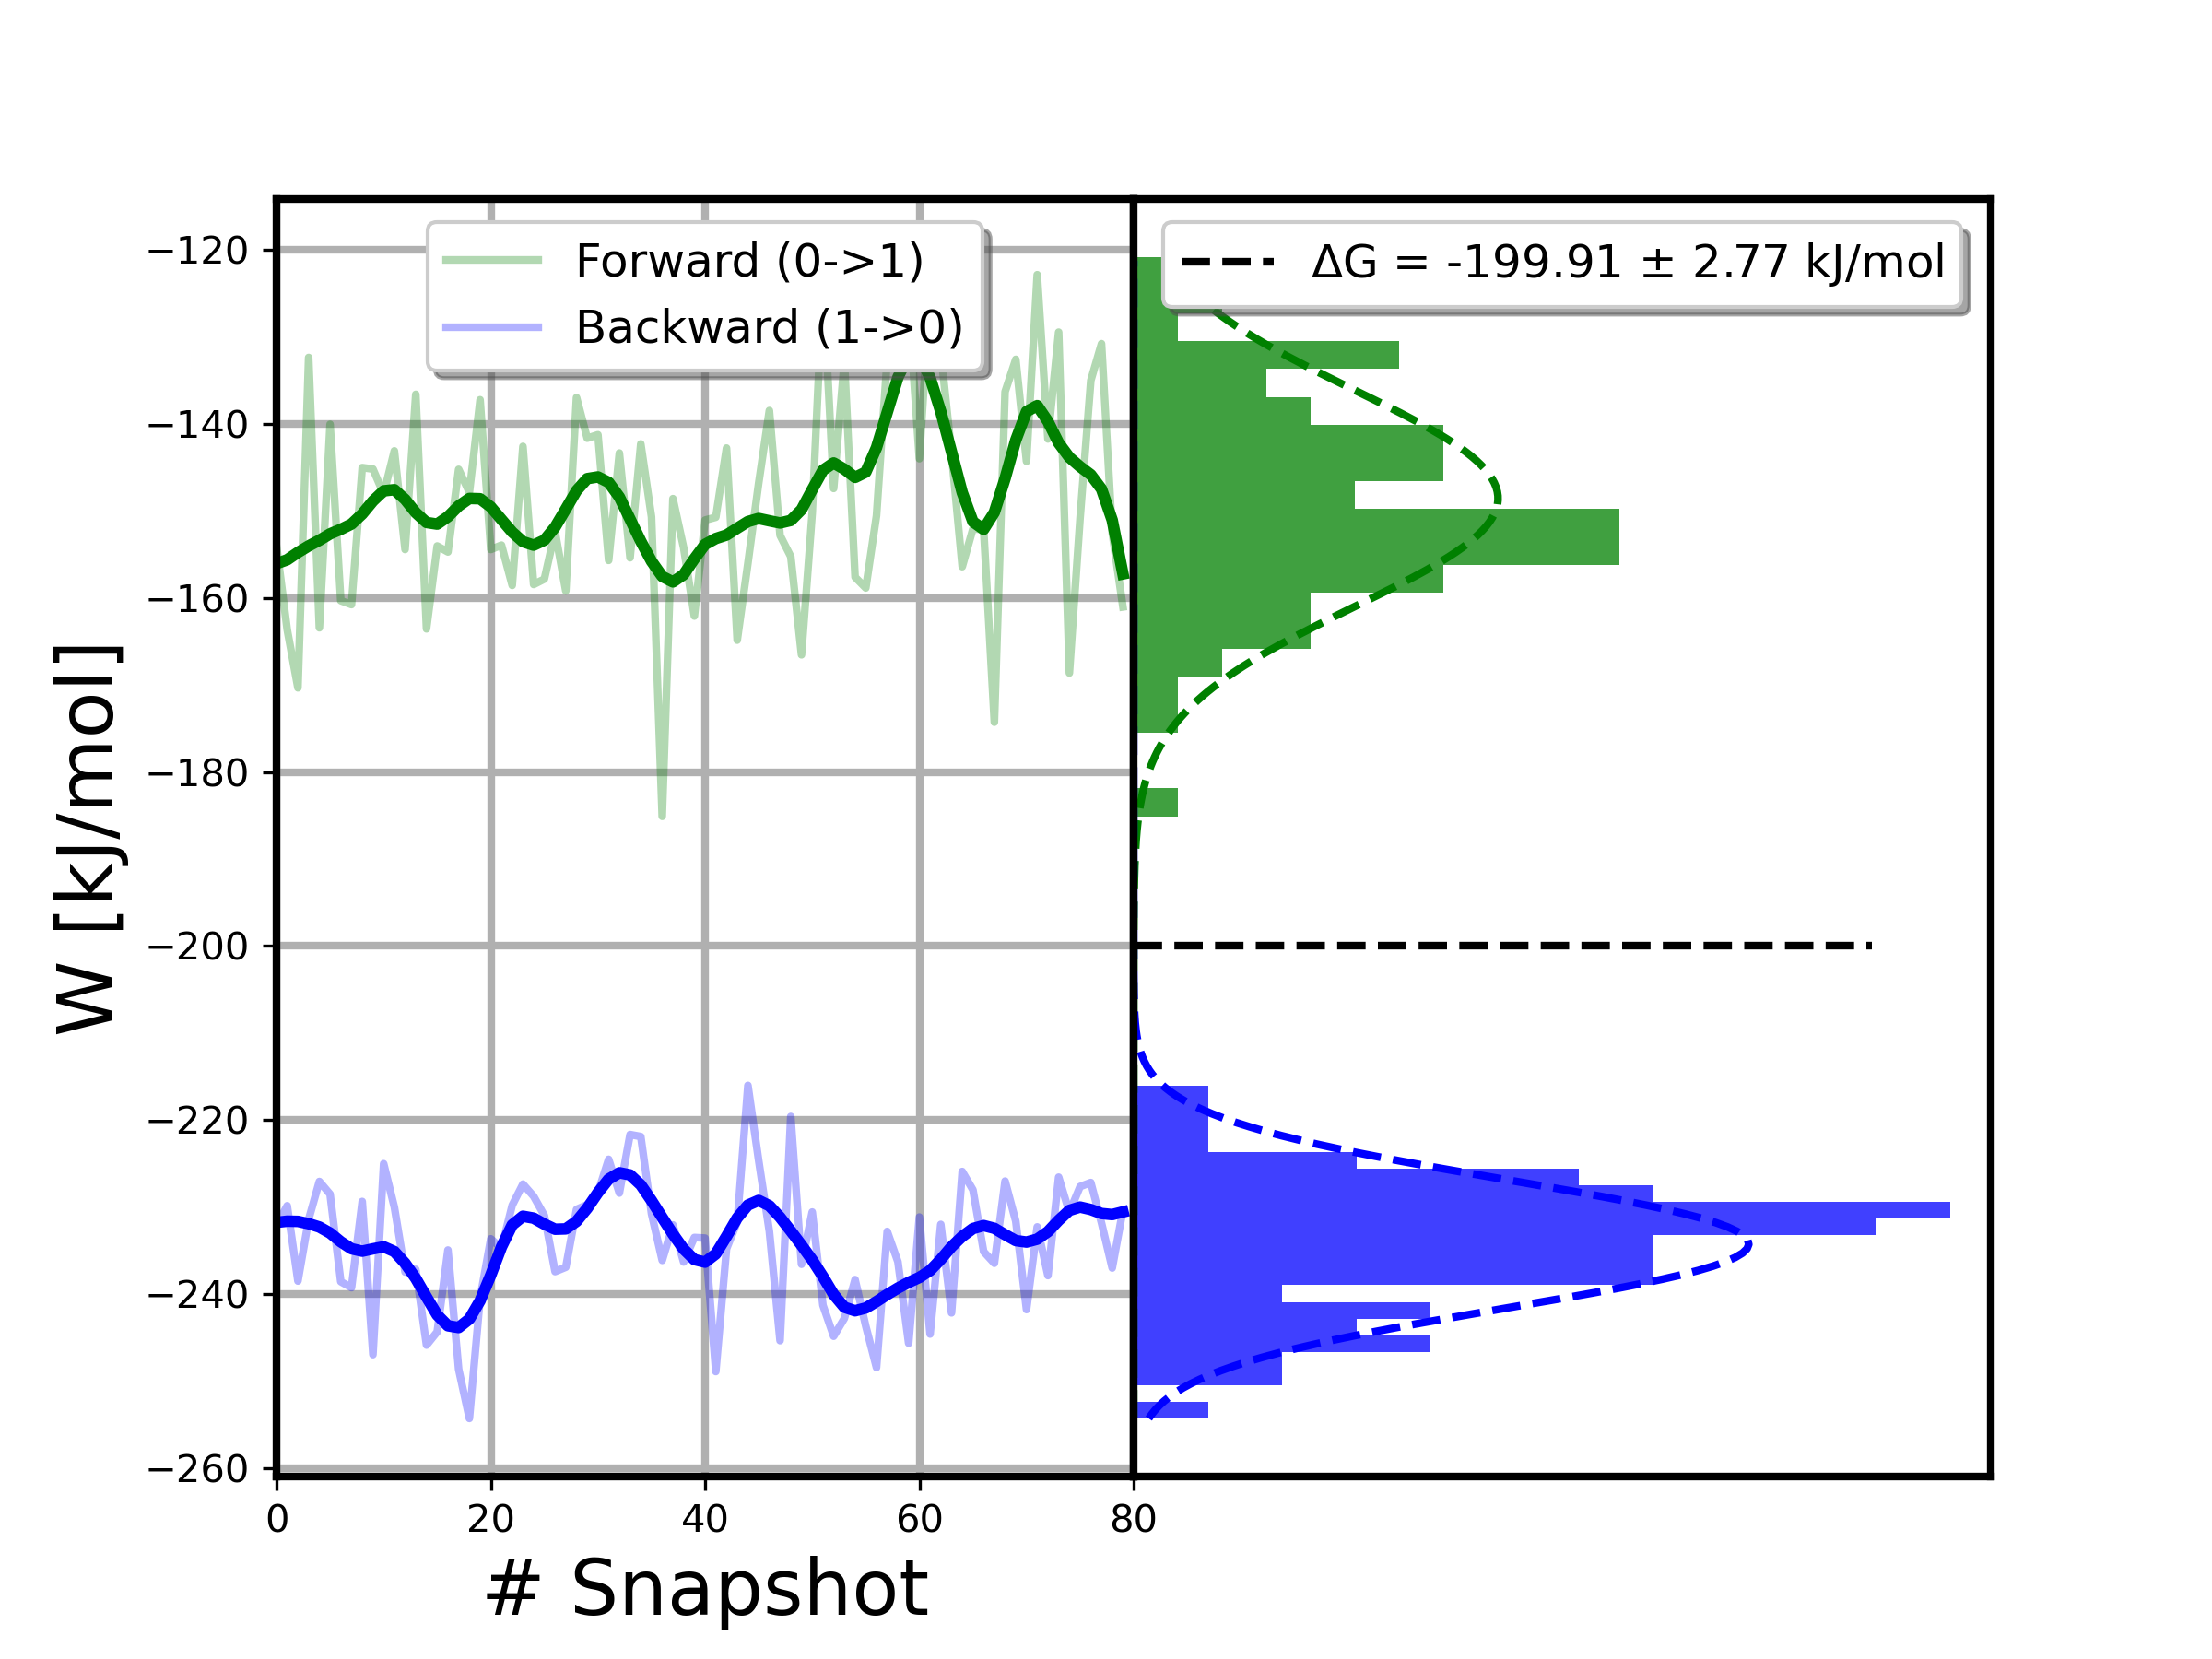 Forward (0->1)
Backward (1->0)
ΔG = -199.91 ± 2.77 kJ/mol
W [kJ/mol]
−120
−140
−160
−180
−200
−220
−240
−260
0 20 40 60 80
# Snapshot